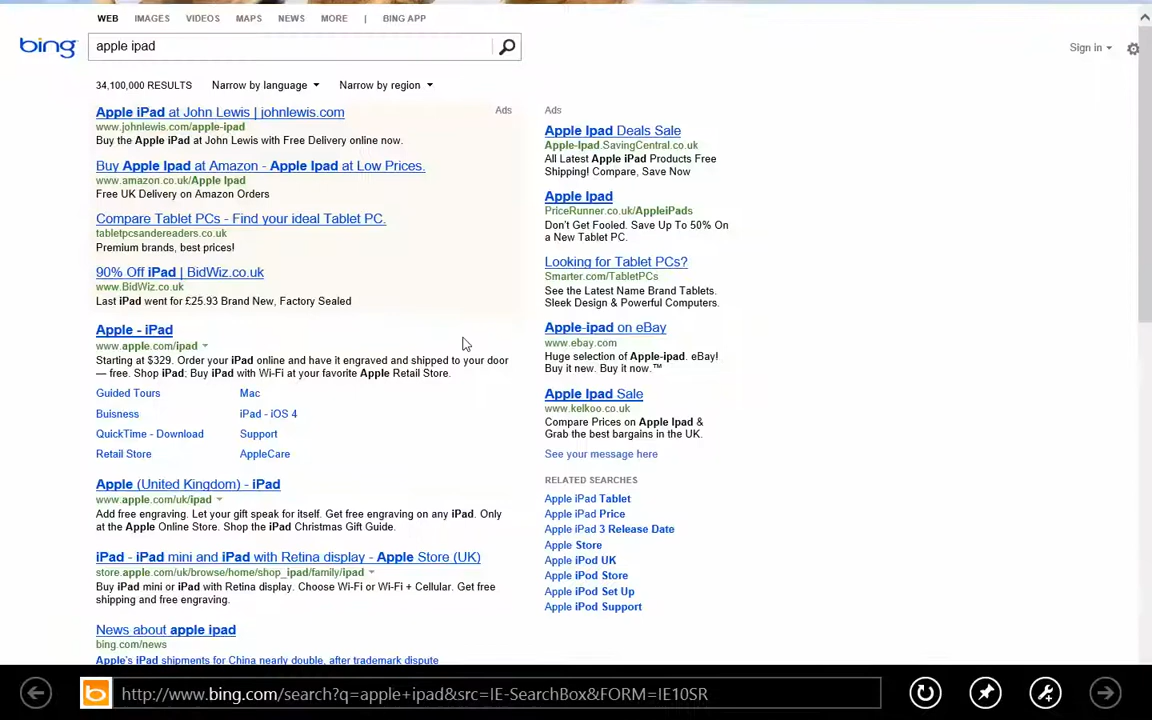 WEB IMAGES VIDEOS MAPS NEWS MORE | BING APP
bing
apple ipad
Sign in
34,100,000 RESULTS Narrow by language Narrow by region
Apple iPad at John Lewis | johnlewis.com
Ads
www.johnlewis.com/apple-ipad
Buy the Apple iPad at John Lewis with Free Delivery online now.
Buy Apple Ipad at Amazon - Apple Ipad at Low Prices.
www.amazon.co.uk/Apple Ipad
Free UK Delivery on Amazon Orders
Compare Tablet PCs - Find your ideal Tablet PC.
tabletpcsandereaders.co.uk
Premium brands, best prices!
90% Off iPad | BidWiz.co.uk
www.BidWiz.co.uk
Last iPad went for £25.93 Brand New, Factory Sealed
Apple - iPad
www.apple.com/ipad
Starting at $329. Order your iPad online and have it engraved and shipped to your door
— free. Shop iPad: Buy iPad with Wi-Fi at your favorite Apple Retail Store.
Guided Tours Mac
Buisness iPad - iOS 4
QuickTime - Download Support
Retail Store AppleCare
Apple (United Kingdom) - iPad
www.apple.com/uk/ipad
Add free engraving. Let your gift speak for itself. Get free engraving on any iPad. Only
at the Apple Online Store. Shop the iPad Christmas Gift Guide.
iPad - iPad mini and iPad with Retina display - Apple Store (UK)
store.apple.com/uk/browse/home/shop_ipad/family/ipad
Buy iPad mini or iPad with Retina display. Choose Wi-Fi or Wi-Fi + Cellular. Get free
shipping and free engraving.
News about apple ipad
bing.com/news
Apple's iPad shipments for China nearly double, after trademark dispute
Ads
Apple Ipad Deals Sale
Apple-Ipad.SavingCentral.co.uk
All Latest Apple iPad Products Free
Shipping! Compare, Save Now
Apple Ipad
PriceRunner.co.uk/AppleiPads
Don't Get Fooled. Save Up To 50% On
a New Tablet PC.
Looking for Tablet PCs?
Smarter.com/TabletPCs
See the Latest Name Brand Tablets.
Sleek Design & Powerful Computers.
Apple-ipad on eBay
www.ebay.com
Huge selection of Apple-ipad. eBay!
Buy it new. Buy it now.™
Apple Ipad Sale
www.kelkoo.co.uk
Compare Prices on Apple Ipad &
Grab the best bargains in the UK.
See your message here
RELATED SEARCHES
Apple iPad Tablet
Apple iPad Price
Apple iPad 3 Release Date
Apple Store
Apple iPod UK
Apple iPod Store
Apple iPod Set Up
Apple iPod Support
http://www.bing.com/search?q=apple+ipad&src=IE-SearchBox&FORM=IE10SR